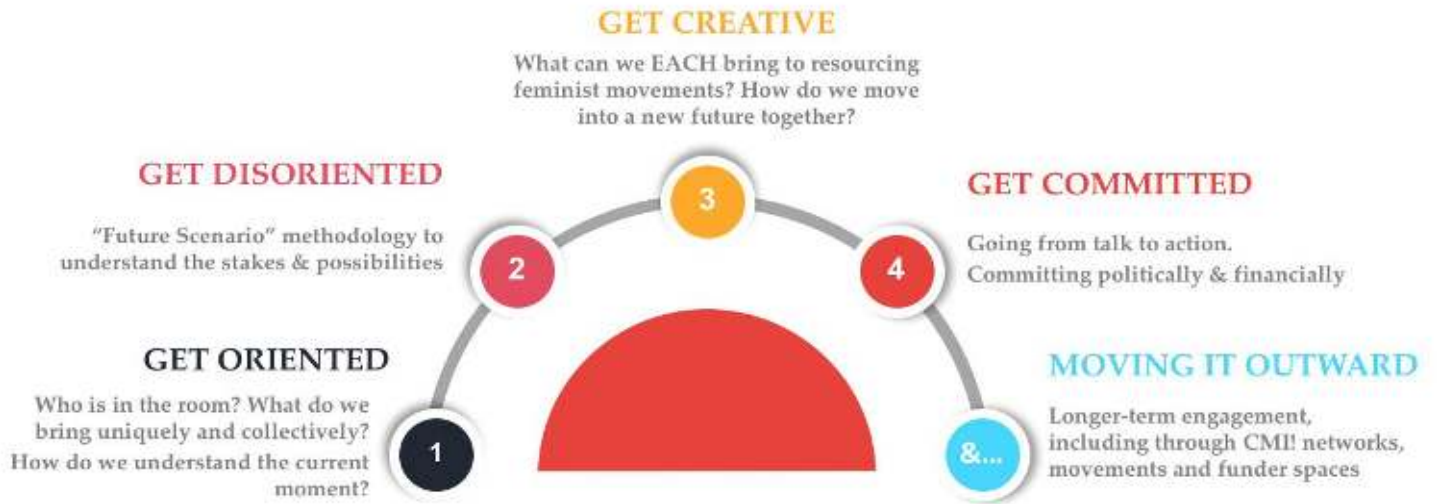 GET CREATIVE
What can we EACH bring to resourcing
feminist movements? How do we move
into a new future together?
3
GET DISORIENTED
"Future Scenario" methodology to
understand the stakes & possibilities
2
GET COMMITTED
Going from talk to action.
Committing politically & financially
4
GET ORIENTED
Who is in the room? What do we
bring uniquely and collectively?
How do we understand the current
moment?
1
MOVING IT OUTWARD
Longer-term engagement,
including through CMI! networks,
movements and funder spaces
&...